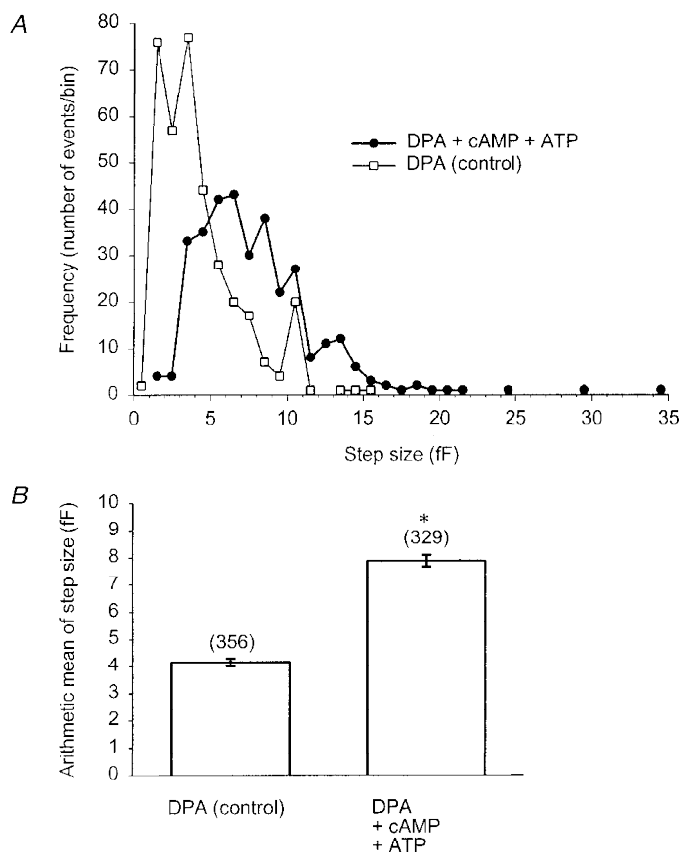 A
80
70
60
50
40
30
20
10
0
Frequency (number of events/bin)
DPA + cAMP + ATP
DPA (control)
0 5 10 15 20 25 30 35
Step size (fF)
B
10
9
8
7
6
5
4
3
2
1
0
Arithmetic mean of step size (fF)
(356)
*
(329)
DPA (control)
DPA
+ cAMP
+ ATP